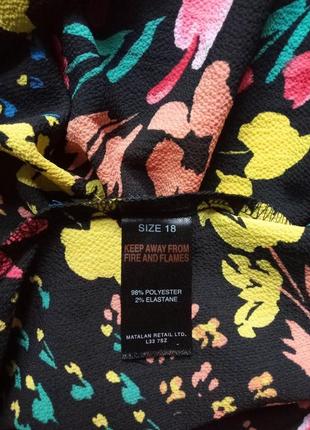 SIZE 18
KEEP AWAY FROM
FIRE AND FLAMES
98% POLYESTER
2% ELASTANE
MATALAN RETAIL LTD.
L33 7SZ